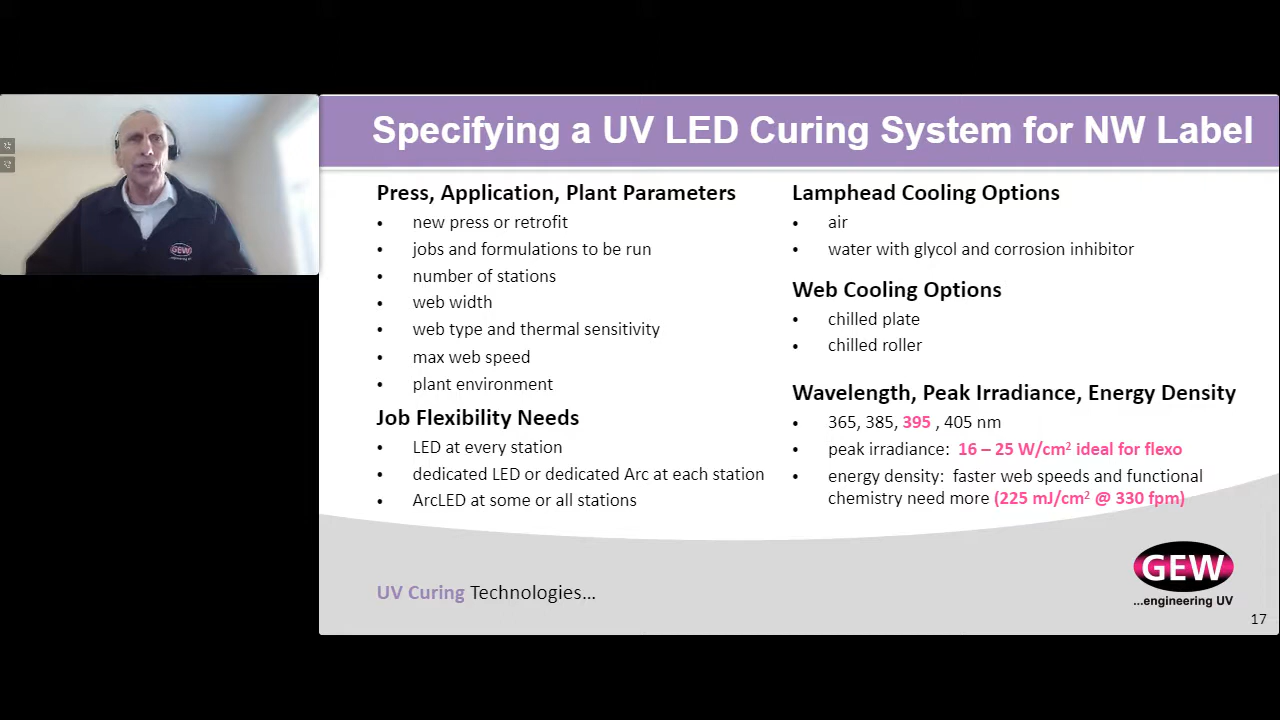 Specifying a UV LED Curing System for NW Label
Press, Application, Plant Parameters
• new press or retrofit
• jobs and formulations to be run
• number of stations
• web width
• web type and thermal sensitivity
• max web speed
• plant environment
Job Flexibility Needs
• LED at every station
• dedicated LED or dedicated Arc at each station
• ArcLED at some or all stations
Lamphead Cooling Options
• air
• water with glycol and corrosion inhibitor
Web Cooling Options
• chilled plate
• chilled roller
Wavelength, Peak Irradiance, Energy Density
• 365, 385, 395 , 405 nm
• peak irradiance: 16 – 25 W/cm² ideal for flexo
• energy density: faster web speeds and functional
chemistry need more (225 mJ/cm² @ 330 fpm)
UV Curing Technologies...
GEW
...engineering UV
17
GEW
...engineering UV